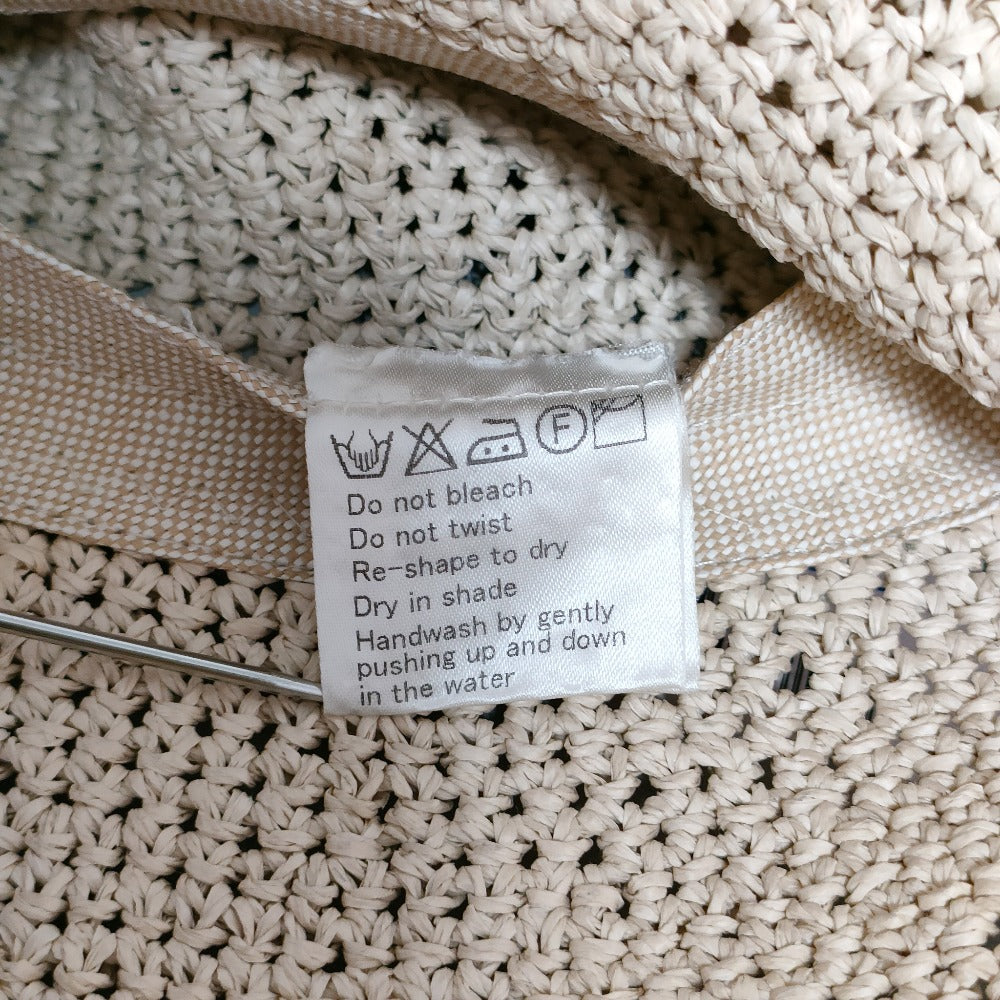 F
Do not bleach
Do not twist
Re-shape to dry
Dry in shade
Handwash by gently
pushing up and down
in the water